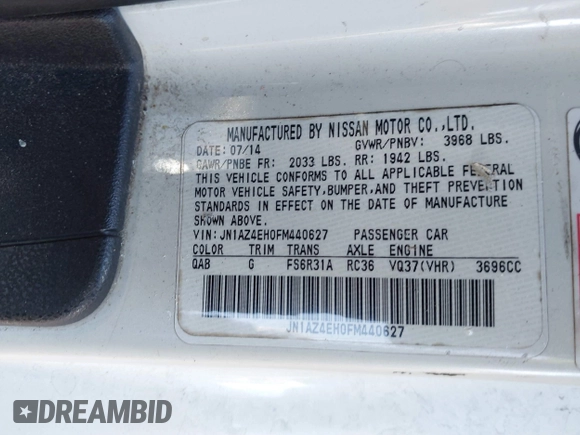 MANUFACTURED BY NISSAN MOTOR CO.,LTD.
DATE: 07/14 GVWR/PNBV: 3968 LBS.
GAWR/PNBE FR: 2033 LBS. RR: 1942 LBS.
THIS VEHICLE CONFORMS TO ALL APPLICABLE FEDERAL
MOTOR VEHICLE SAFETY,BUMPER,AND THEFT PREVENTION
STANDARDS IN EFFECT ON THE DATE OF MANUFACTURE
SHOWN ABOVE.
VIN: JN1AZ4EH0FM440627 PASSENGER CAR
COLOR TRIM TRANS AXLE ENGINE
QAB G FS6R31A RC36 VQ37(VHR) 3696CC
JN1AZ4EH0FM440627
DREAMBID